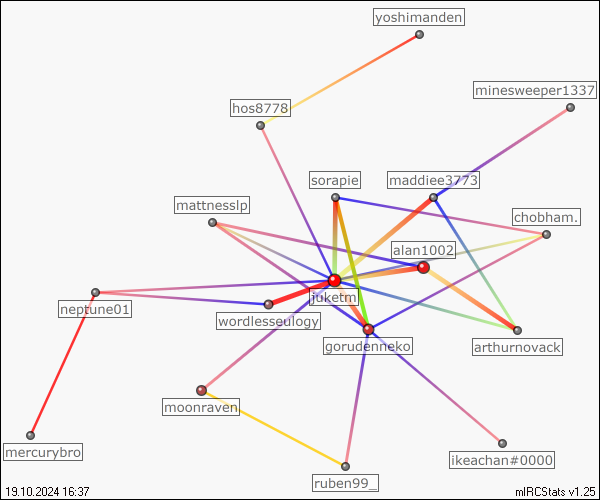 yoshimanden
minesweeper1337
hos8778
sorapie
maddiee3773
mattnesslp
chobham.
alan1002
juketm
neptune01
wordlesseulogy
gorudenneko
arthurnovack
moonraven
mercurybro
ikeachan#0000
ruben99_
19.10.2024 16:37
mIRCStats v1.25